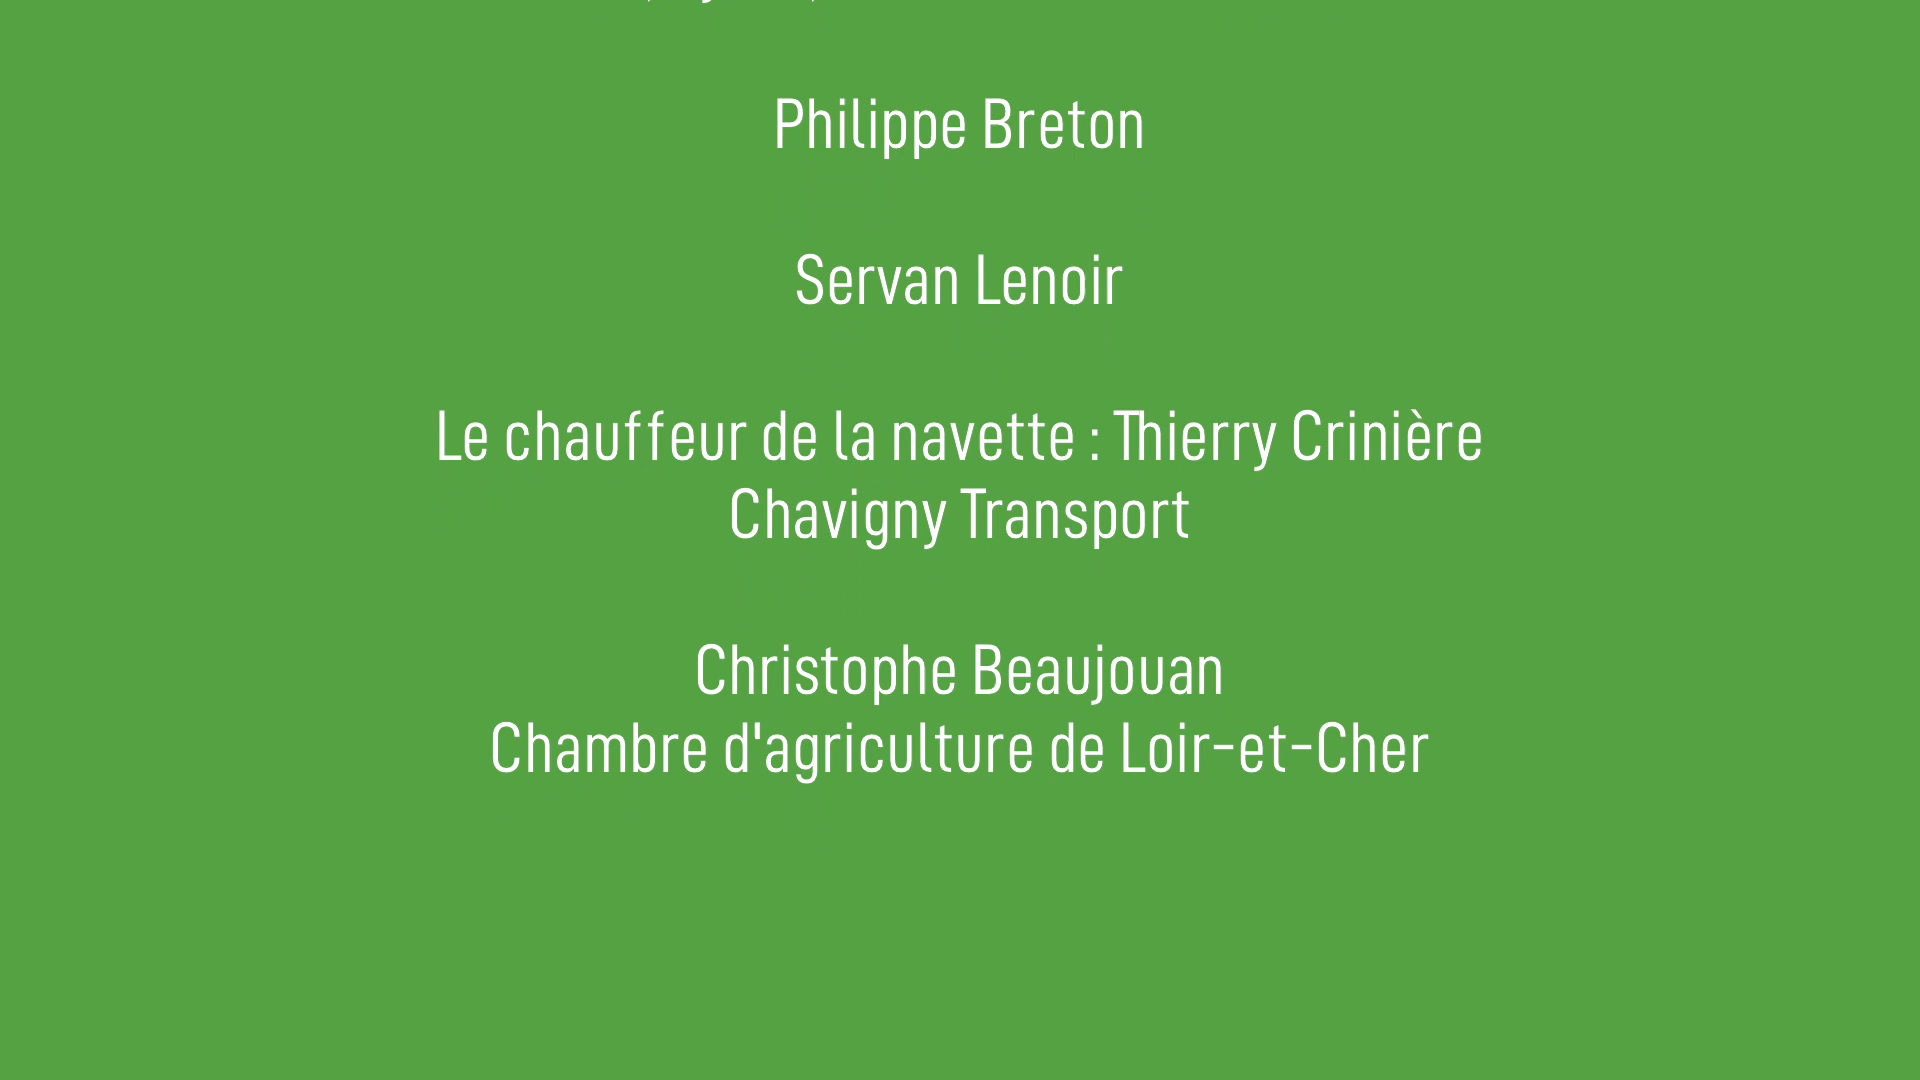 Philippe Breton
Servan Lenoir
Le chauffeur de la navette : Thierry Crinière
Chavigny Transport
Christophe Beaujouan
Chambre d'agriculture de Loir-et-Cher